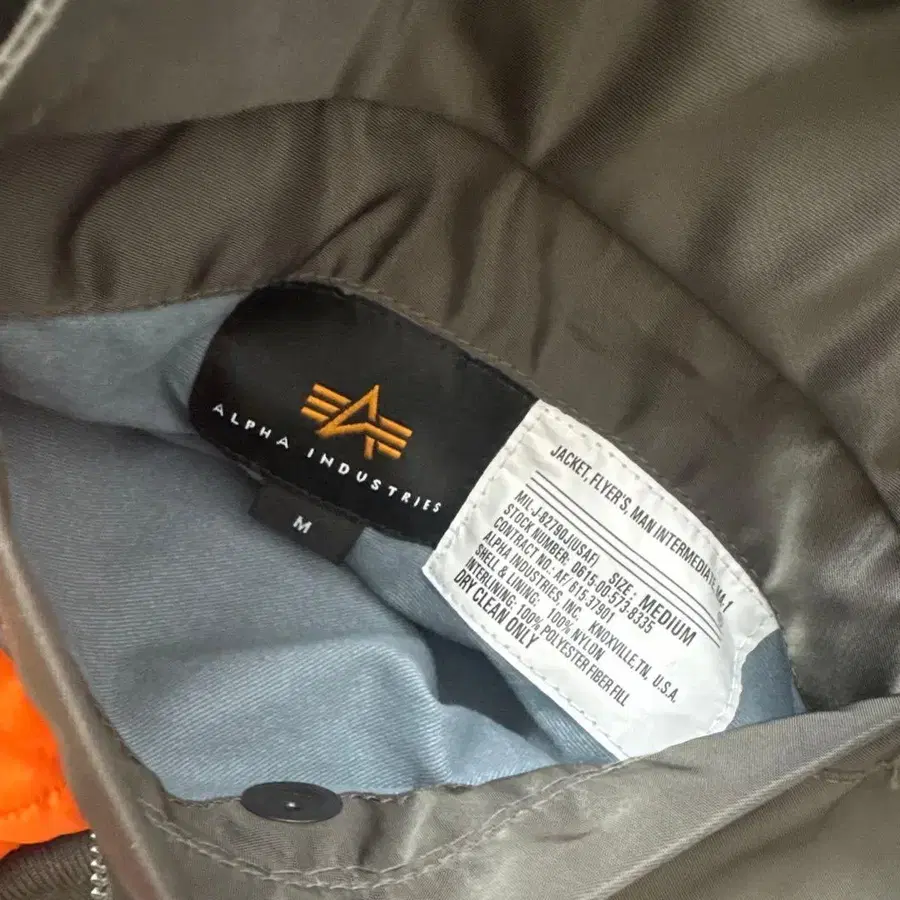 ALPHA INDUSTRIES
M
JACKET, FLYER'S, MAN INTERMEDIATE MA-1
MIL-J-82790J(USAF) SIZE: MEDIUM
STOCK NUMBER: 0615-00-573-8335
CONTRACT NO.: AF/615-37901
ALPHA INDUSTRIES, INC. KNOXVILLE, TN, U.S.A.
SHELL & LINING: 100% NYLON
INTERLINING: 100% POLYESTER FIBER FILL
DRY CLEAN ONLY